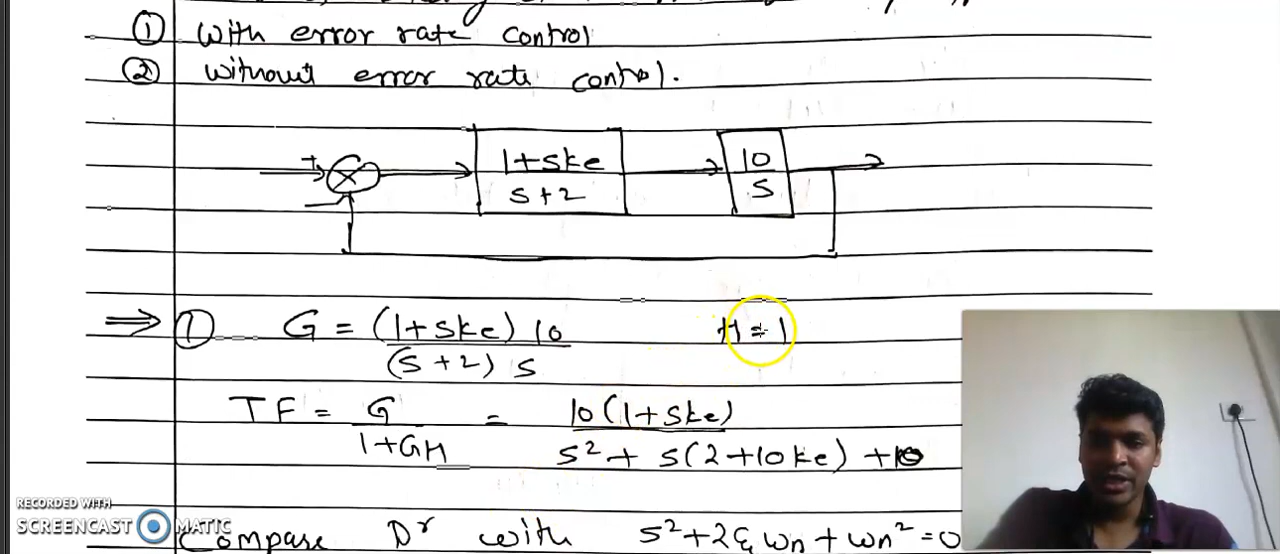 ① With error rate control
② without error rate control.
+
1+ske
s+2
10
s
⇒ ① G = (1+ske) 10 H=1
(s+2) s
TF = G = 10(1+ske)
1+GH s²+ s(2+10ke) +10
RECORDED WITH
SCREENCAST MATIC
Compare Dr with s²+2ξωn+ωn²=0